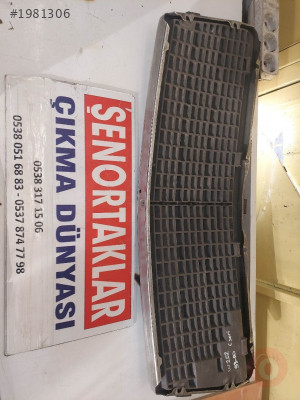 #1981306
ŞENORTAKLAR
ÇIKMA DÜNYASI
0538 317 15 06
0538 051 68 83 - 0537 874 77 98